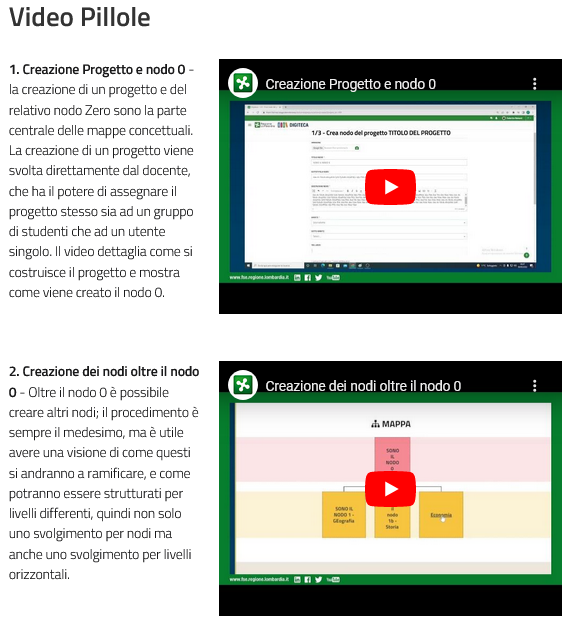 Video Pillole
1. Creazione Progetto e nodo 0 -
la creazione di un progetto e del
relativo nodo Zero sono la parte
centrale delle mappe concettuali.
La creazione di un progetto viene
svolta direttamente dal docente,
che ha il potere di assegnare il
progetto stesso sia ad un gruppo
di studenti che ad un utente
singolo. Il video dettaglia come si
costruisce il progetto e mostra
come viene creato il nodo 0.
Creazione Progetto e nodo 0
DIGITECA
1/3 - Crea nodo del progetto TITOLO DEL PROGETTO
www.fse.regione.lombardia.it
2. Creazione dei nodi oltre il nodo
0 - Oltre il nodo 0 è possibile
creare altri nodi; il procedimento è
sempre il medesimo, ma è utile
avere una visione di come questi
si andranno a ramificare, e come
potranno essere strutturati per
livelli differenti, quindi non solo
uno svolgimento per nodi ma
anche uno svolgimento per livelli
orizzontali.
Creazione dei nodi oltre il nodo 0
MAPPA
SONO
IL
NODO
SONO IL
NODO 1 -
GEografia
nodo
1b -
Storia
Economia
www.fse.regione.lombardia.it